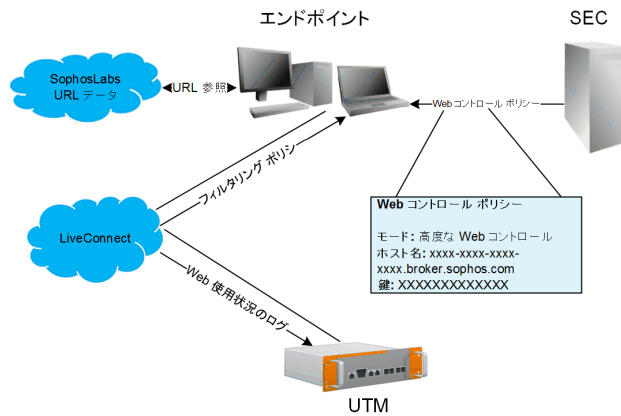 エンドポイント
SEC
SophosLabs
URL データ
URL 参照
Webコントロール ポリシー
フィルタリング ポリシ
LiveConnect
Web 使用状況のログ
Web コントロール ポリシー
モード: 高度な Web コントロール
ホスト名: xxxx-xxxx-xxxx-
xxxx.broker.sophos.com
鍵: XXXXXXXXXXXXX
UTM